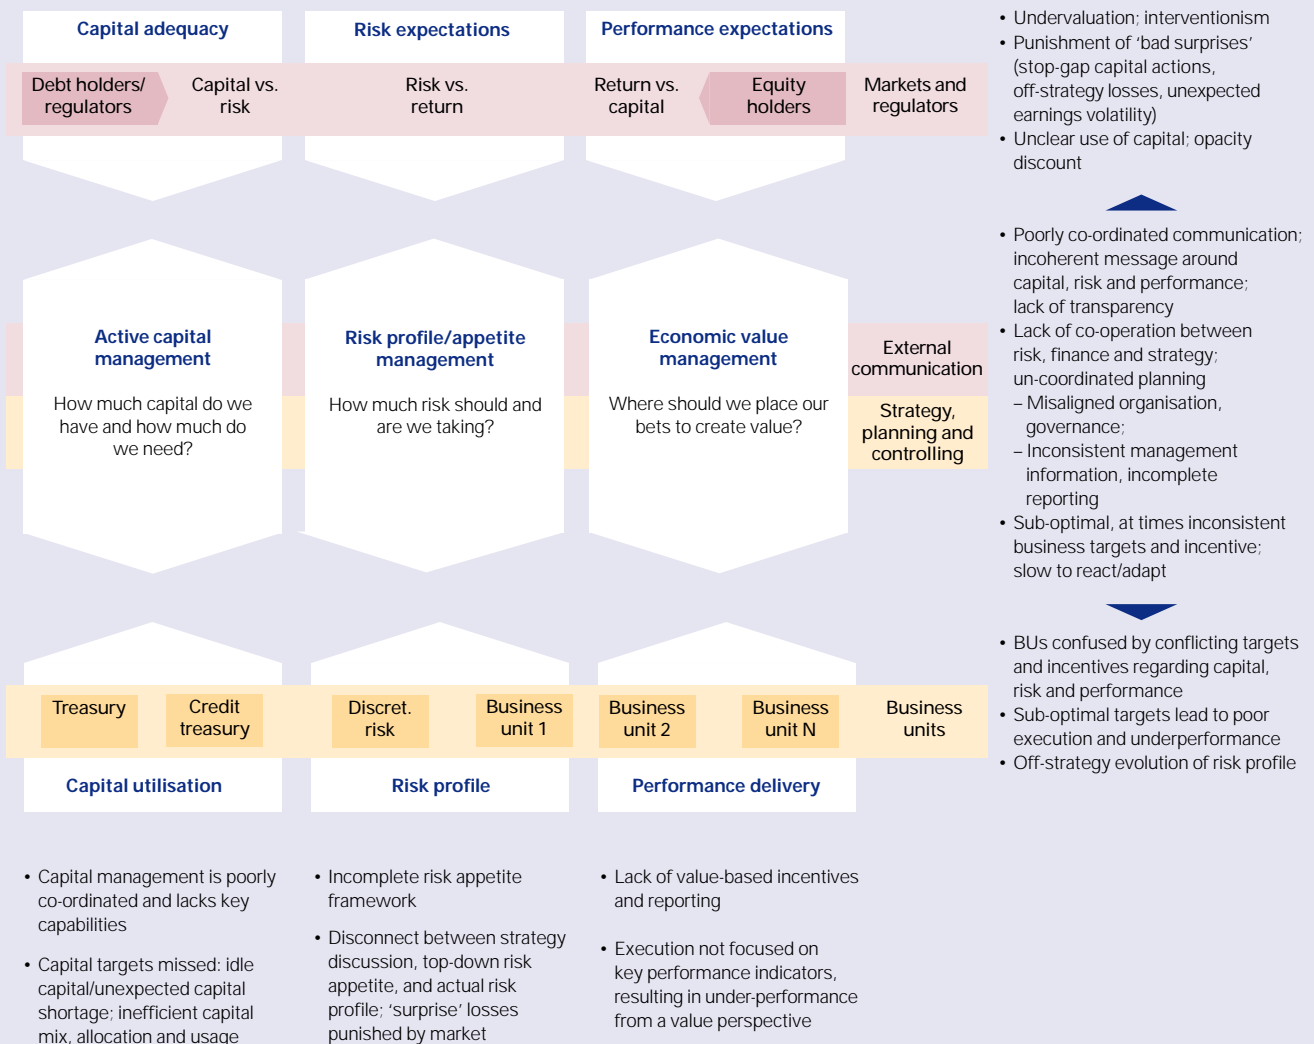 Capital adequacy
Risk expectations
Performance expectations
Debt holders/
regulators
Capital vs.
risk
Risk vs.
return
Return vs.
capital
Equity
holders
Markets and
regulators
• Undervaluation; interventionism
• Punishment of ‘bad surprises’
(stop-gap capital actions,
off-strategy losses, unexpected
earnings volatility)
• Unclear use of capital; opacity
discount
Active capital
management
How much capital do we
have and how much do
we need?
Risk profile/appetite
management
How much risk should and
are we taking?
Economic value
management
Where should we place our
bets to create value?
External
communication
Strategy,
planning and
controlling
• Poorly co-ordinated communication;
incoherent message around
capital, risk and performance;
lack of transparency
• Lack of co-operation between
risk, finance and strategy;
un-coordinated planning
– Misaligned organisation,
governance;
– Inconsistent management
information, incomplete
reporting
• Sub-optimal, at times inconsistent
business targets and incentive;
slow to react/adapt
Treasury
Credit
treasury
Discret.
risk
Business
unit 1
Business
unit 2
Business
unit N
Business
units
Capital utilisation
Risk profile
Performance delivery
• BUs confused by conflicting targets
and incentives regarding capital,
risk and performance
• Sub-optimal targets lead to poor
execution and underperformance
• Off-strategy evolution of risk profile
• Capital management is poorly
co-ordinated and lacks key
capabilities
• Capital targets missed: idle
capital/unexpected capital
shortage; inefficient capital
mix, allocation and usage
• Incomplete risk appetite
framework
• Disconnect between strategy
discussion, top-down risk
appetite, and actual risk
profile; ‘surprise’ losses
punished by market
• Lack of value-based incentives
and reporting
• Execution not focused on
key performance indicators,
resulting in under-performance
from a value perspective